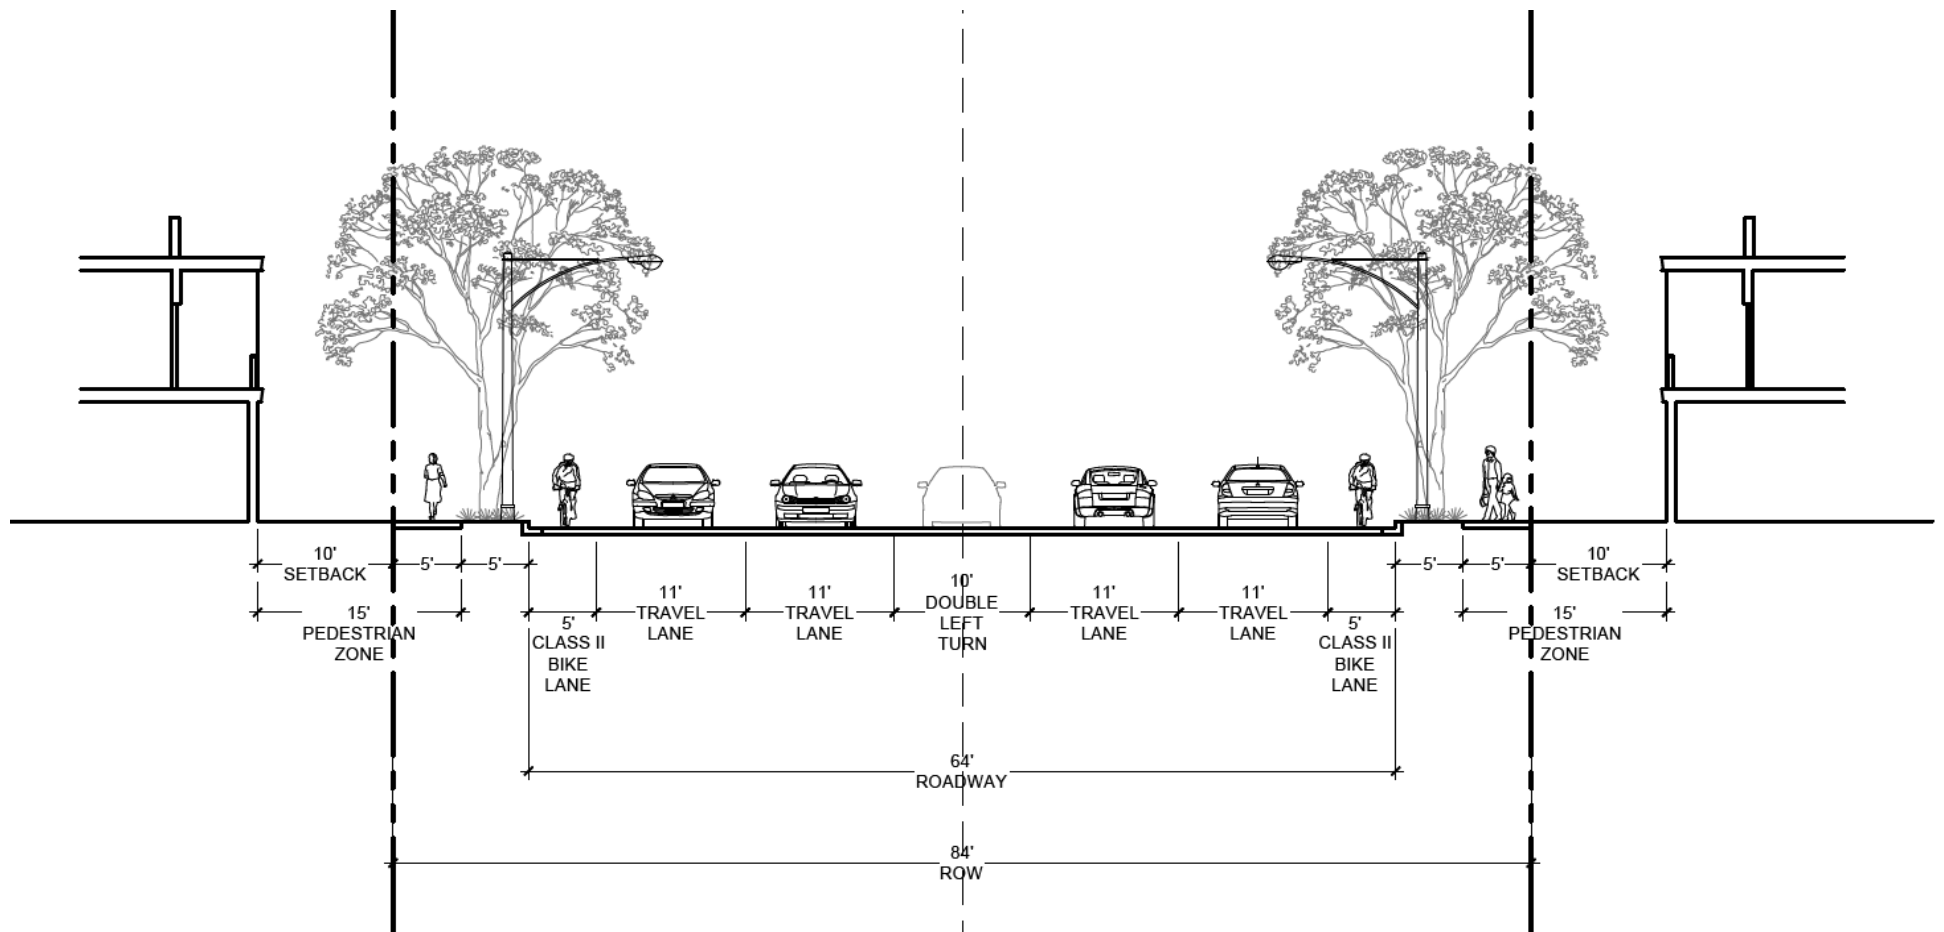 10'
SETBACK
5'
5'
5'
5'
10'
SETBACK
15'
PEDESTRIAN
ZONE
5'
CLASS II
BIKE
LANE
11'
TRAVEL
LANE
11'
TRAVEL
LANE
10'
DOUBLE
LEFT
TURN
11'
TRAVEL
LANE
11'
TRAVEL
LANE
5'
CLASS II
BIKE
LANE
15'
PEDESTRIAN
ZONE
64'
ROADWAY
84'
ROW